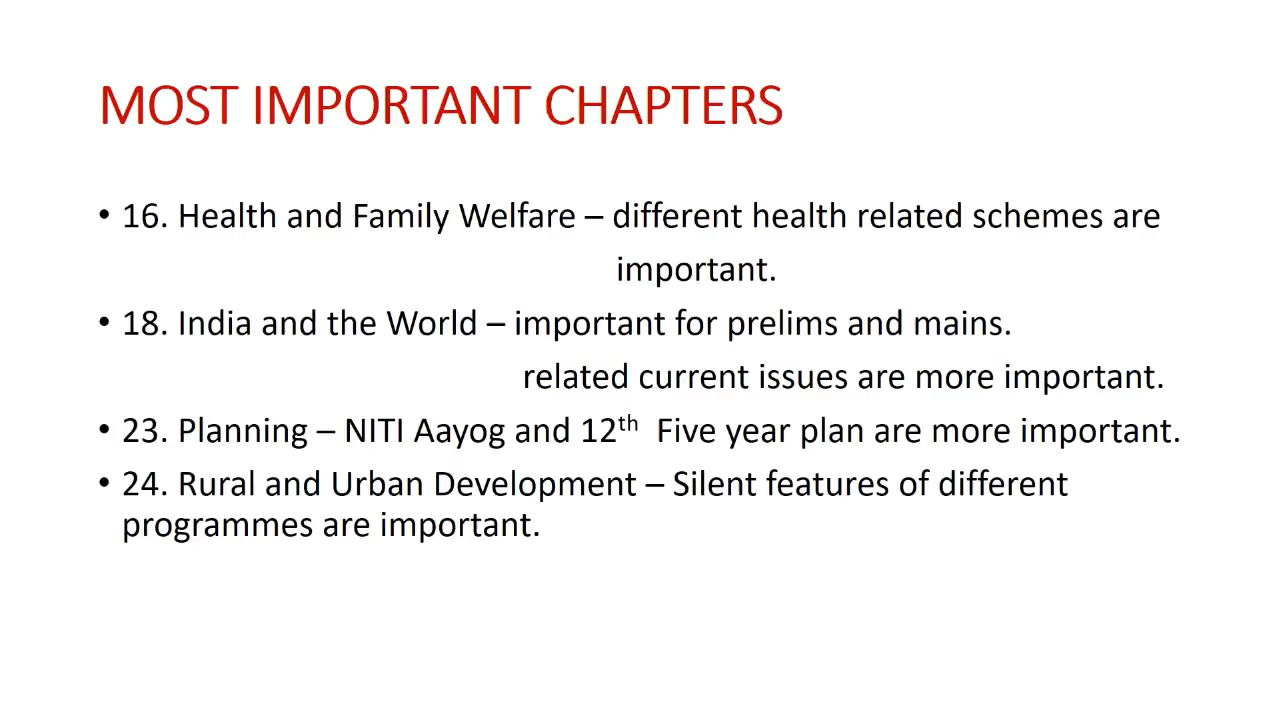 MOST IMPORTANT CHAPTERS
• 16. Health and Family Welfare – different health related schemes are
important.
• 18. India and the World – important for prelims and mains.
related current issues are more important.
• 23. Planning – NITI Aayog and 12th Five year plan are more important.
• 24. Rural and Urban Development – Silent features of different
programmes are important.